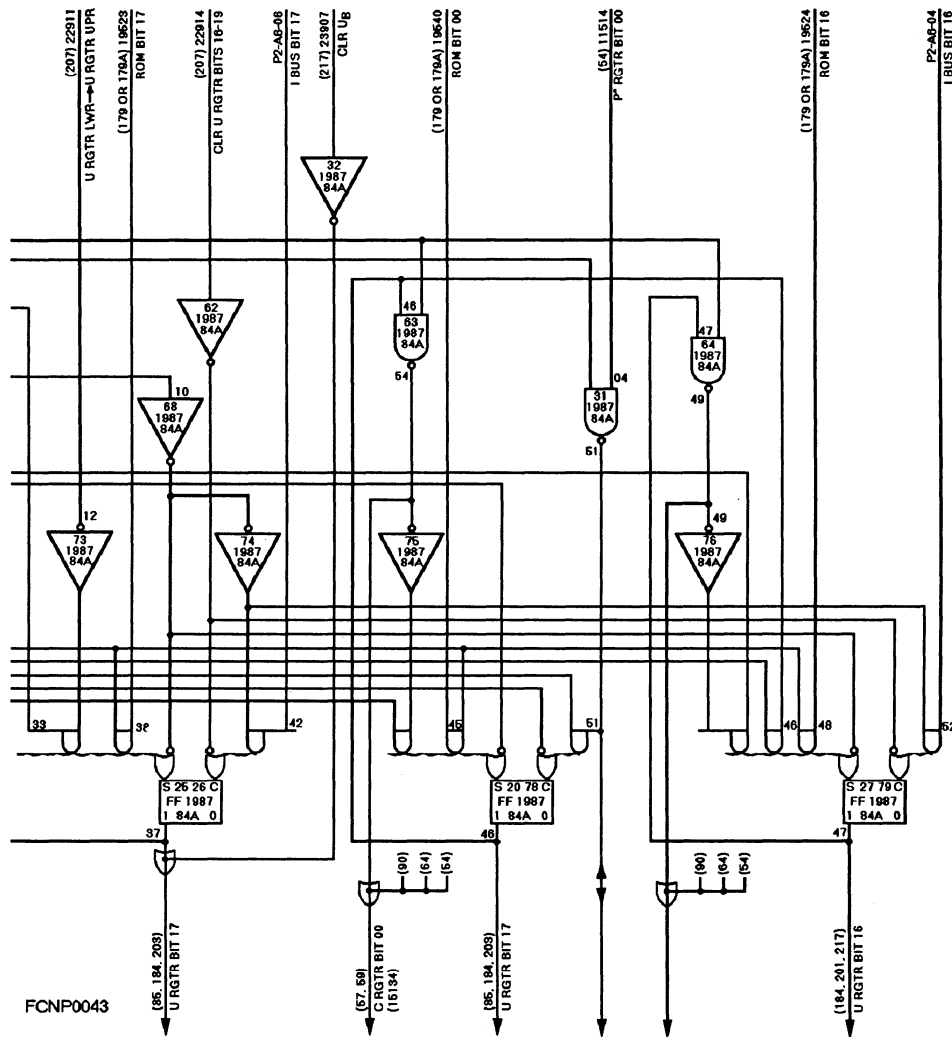 (207) 22911
U RGTR LWR→U RGTR UPR
(179 OR 179A) 19523
ROM BIT 17
(207) 22914
CLR U RGTR BITS 16-19
P2-A6-06
I BUS BIT 17
(217) 23907
CLR UB
(179 OR 179A) 19540
ROM BIT 00
(54) 11514
P* RGTR BIT 00
(179 OR 179A) 19524
ROM BIT 16
P2-A6-04
I BUS BIT 16
32
1987
84A
62
1987
84A
46
63
1987
84A
54
47
64
1987
84A
49
10
68
1987
84A
04
31
1987
84A
51
12
73
1987
84A
74
1987
84A
75
1987
84A
49
76
1987
84A
33
42
45
51
46
48
52
S 25 26 C
FF 1987
1 84A 0
37
S 20 78 C
FF 1987
1 84A 0
46
S 27 79 C
FF 1987
1 84A 0
47
(90)
(64)
(54)
(90)
(64)
(54)
(85, 184, 203)
U RGTR BIT 17
(57, 59)
C RGTR BIT 00
(15134)
(85, 184, 203)
U RGTR BIT 17
(184, 201, 217)
U RGTR BIT 16
FCNP0043